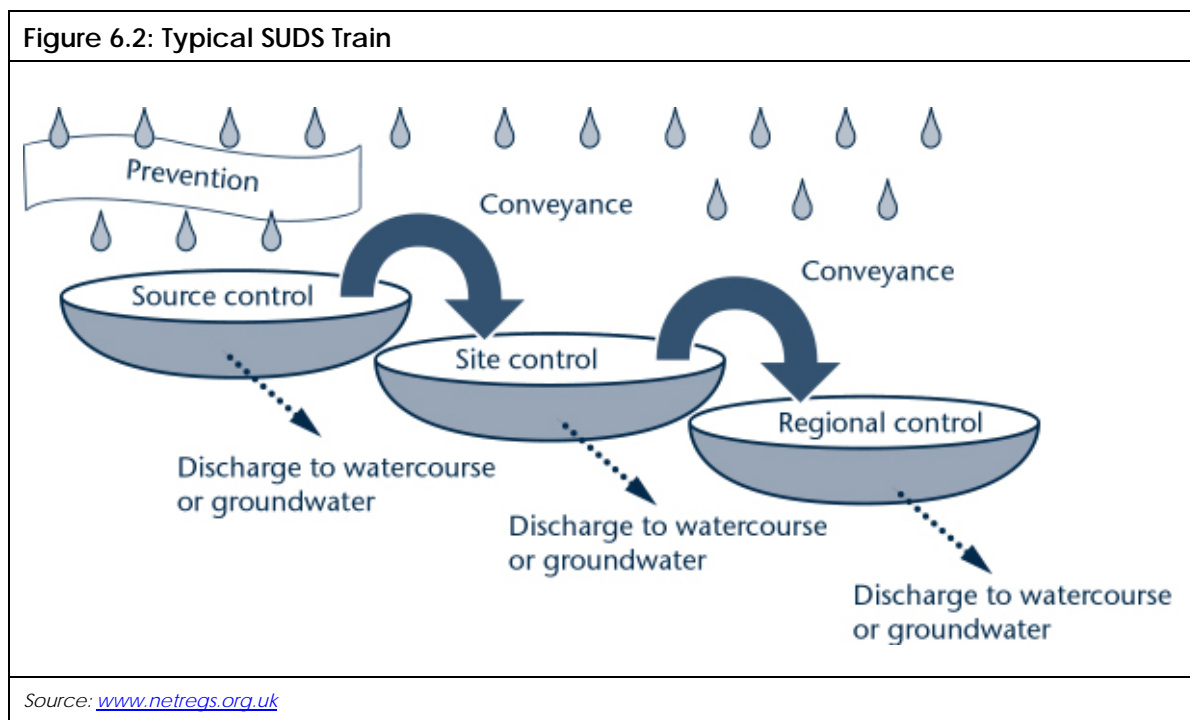 Figure 6.2: Typical SUDS Train
Prevention
Conveyance
Conveyance
Source control
Site control
Regional control
Discharge to watercourse
or groundwater
Discharge to watercourse
or groundwater
Discharge to watercourse
or groundwater
Source: www.netregs.org.uk